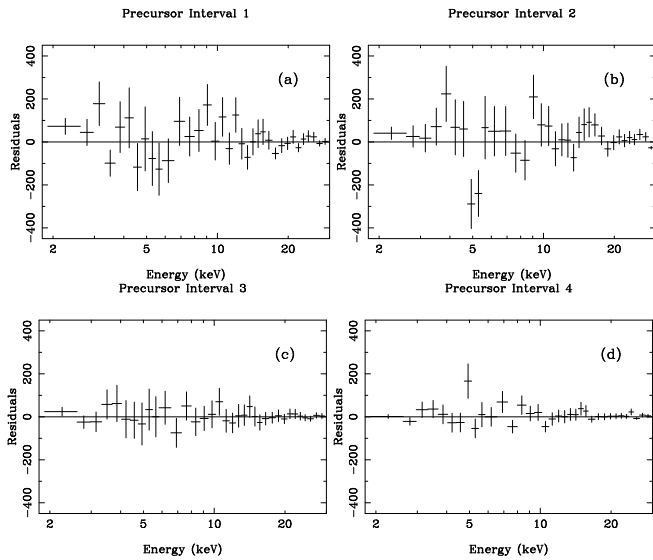 Precursor Interval 1
Residuals
400
200
0
−200
−400
(a)
2
5
10
20
Energy (keV)
Precursor Interval 2
Residuals
400
200
0
−200
−400
(b)
2
5
10
20
Energy (keV)
Precursor Interval 3
Residuals
400
200
0
−200
−400
(c)
2
5
10
20
Energy (keV)
Precursor Interval 4
Residuals
400
200
0
−200
−400
(d)
2
5
10
20
Energy (keV)